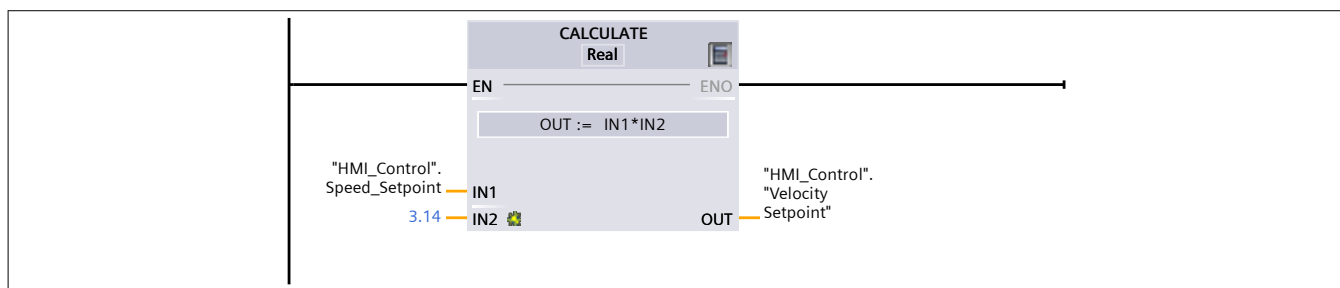 CALCULATE
Real
EN
ENO
OUT := IN1*IN2
"HMI_Control".
Speed_Setpoint
IN1
3.14
IN2
"HMI_Control".
"Velocity
Setpoint"
OUT